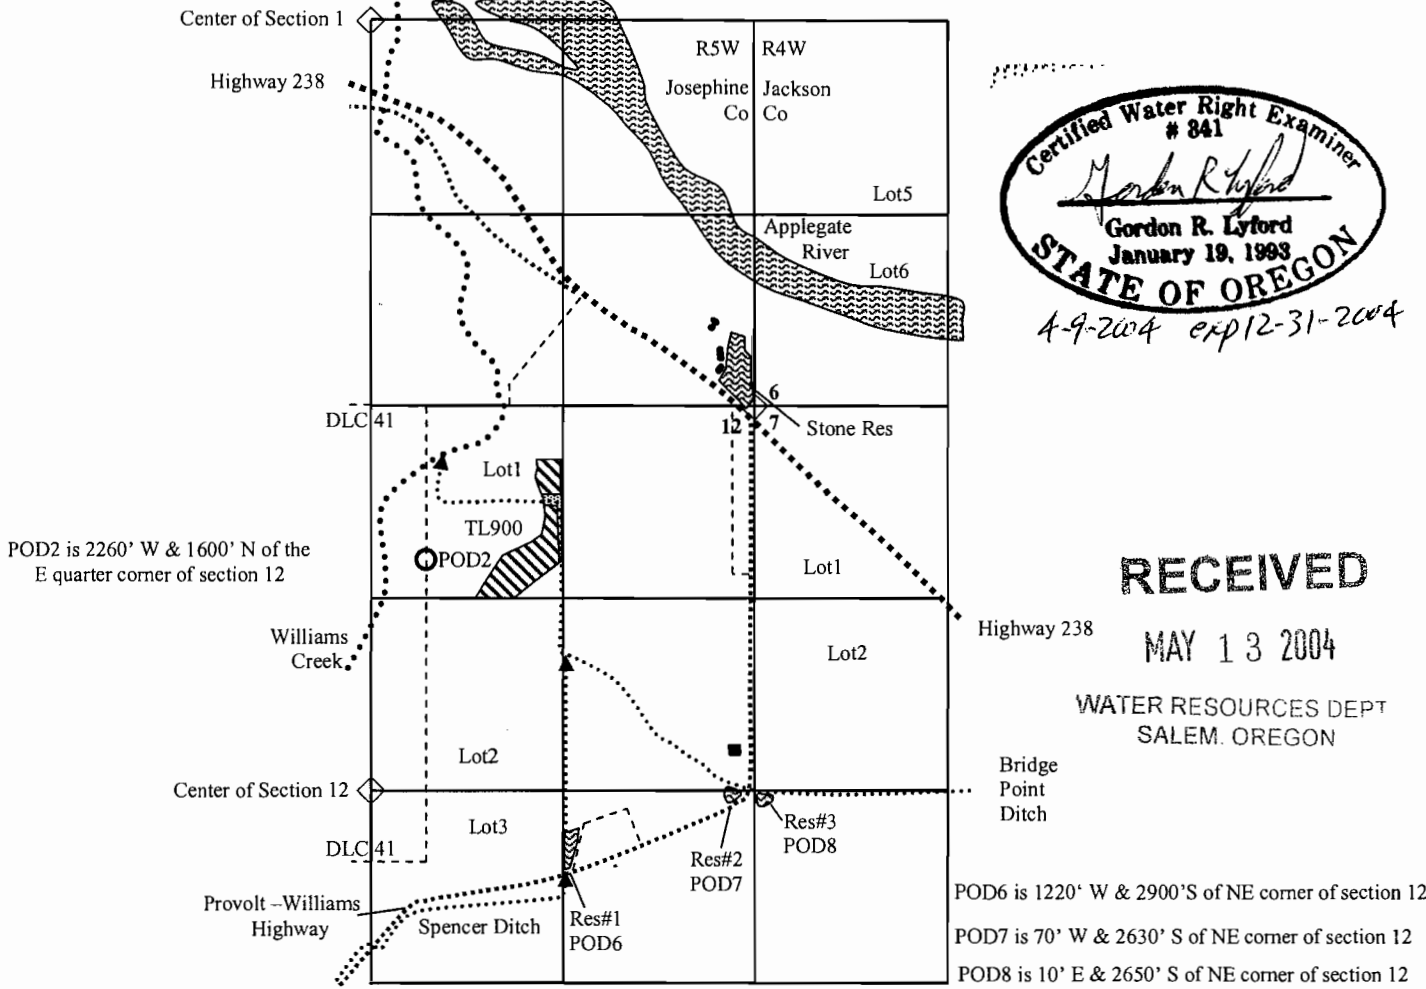 Center of Section 1
Highway 238
R5W R4W
Josephine Jackson
Co Co
Lot5
Applegate
River
Lot6
Certified Water Right Examiner
# 841
Gordon R Lyford
Gordon R. Lyford
January 19, 1993
STATE OF OREGON
4-9-2004 exp 12-31-2004
6
DLC 41
12 7
Stone Res
Lot1
TL900
POD2
POD2 is 2260' W & 1600' N of the
E quarter corner of section 12
Lot1
RECEIVED
MAY 13 2004
WATER RESOURCES DEPT
SALEM. OREGON
Highway 238
Williams
Creek
Lot2
Lot2
Center of Section 12
Bridge
Point
Ditch
Lot3
DLC 41
Res#3
POD8
Res#2
POD7
Provolt –Williams
Highway
Spencer Ditch
Res#1
POD6
POD6 is 1220' W & 2900'S of NE corner of section 12
POD7 is 70' W & 2630' S of NE corner of section 12
POD8 is 10' E & 2650' S of NE corner of section 12